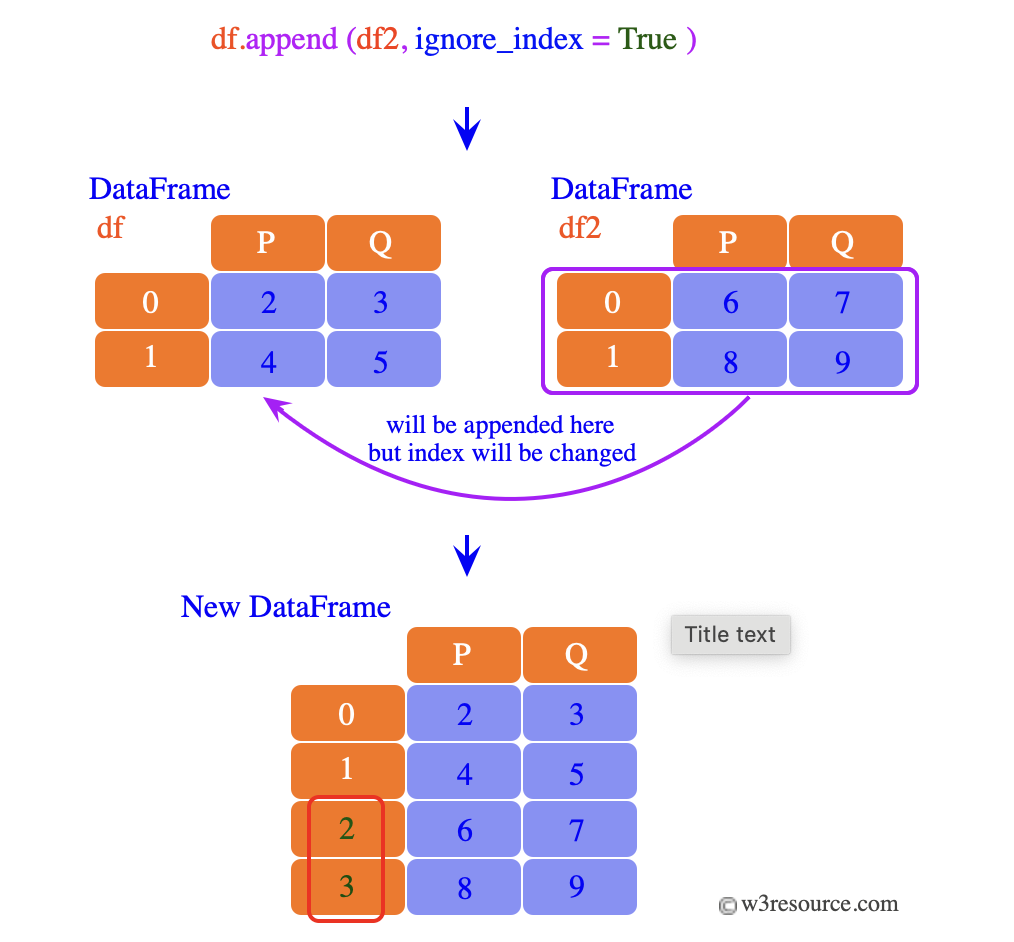 df.append (df2, ignore_index = True )
DataFrame
df
P Q
0 2 3
1 4 5
DataFrame
df2
P Q
0 6 7
1 8 9
will be appended here
but index will be changed
New DataFrame
Title text
P Q
0 2 3
1 4 5
2 6 7
3 8 9
© w3resource.com